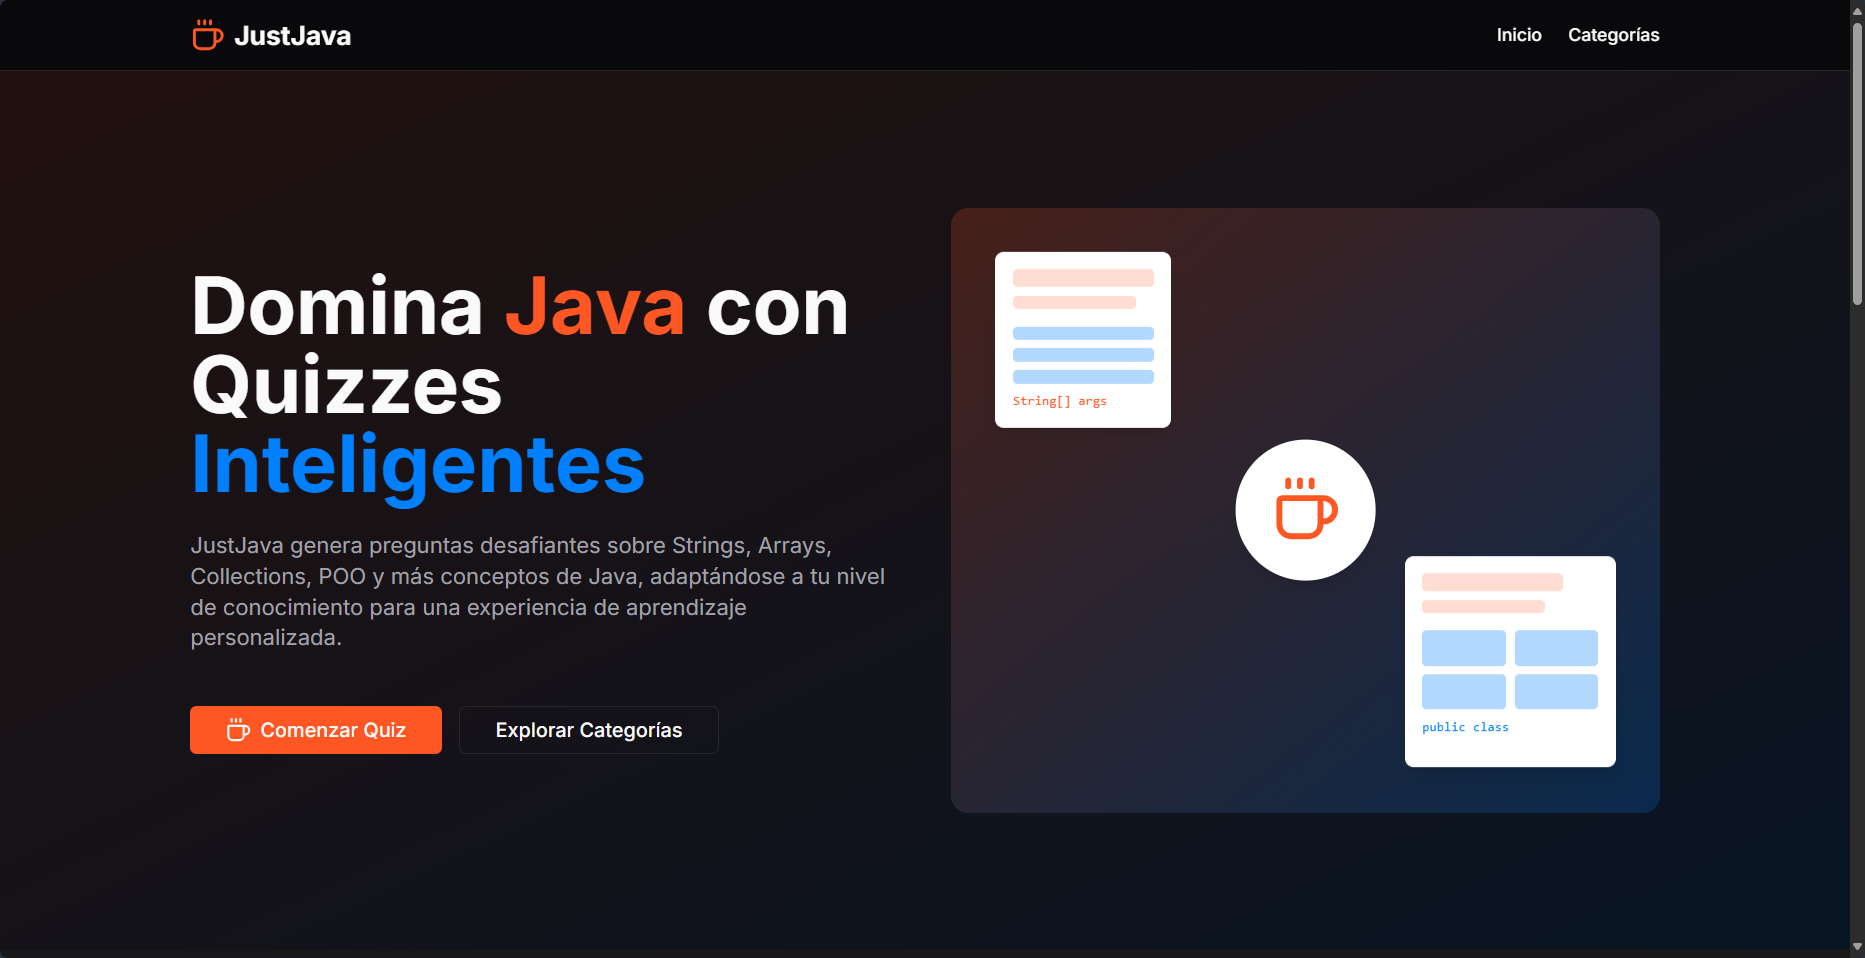 JustJava
Inicio
Categorías
Domina Java con
Quizzes
Inteligentes
JustJava genera preguntas desafiantes sobre Strings, Arrays,
Collections, POO y más conceptos de Java, adaptándose a tu nivel
de conocimiento para una experiencia de aprendizaje
personalizada.
Comenzar Quiz
Explorar Categorías
String[] args
public class